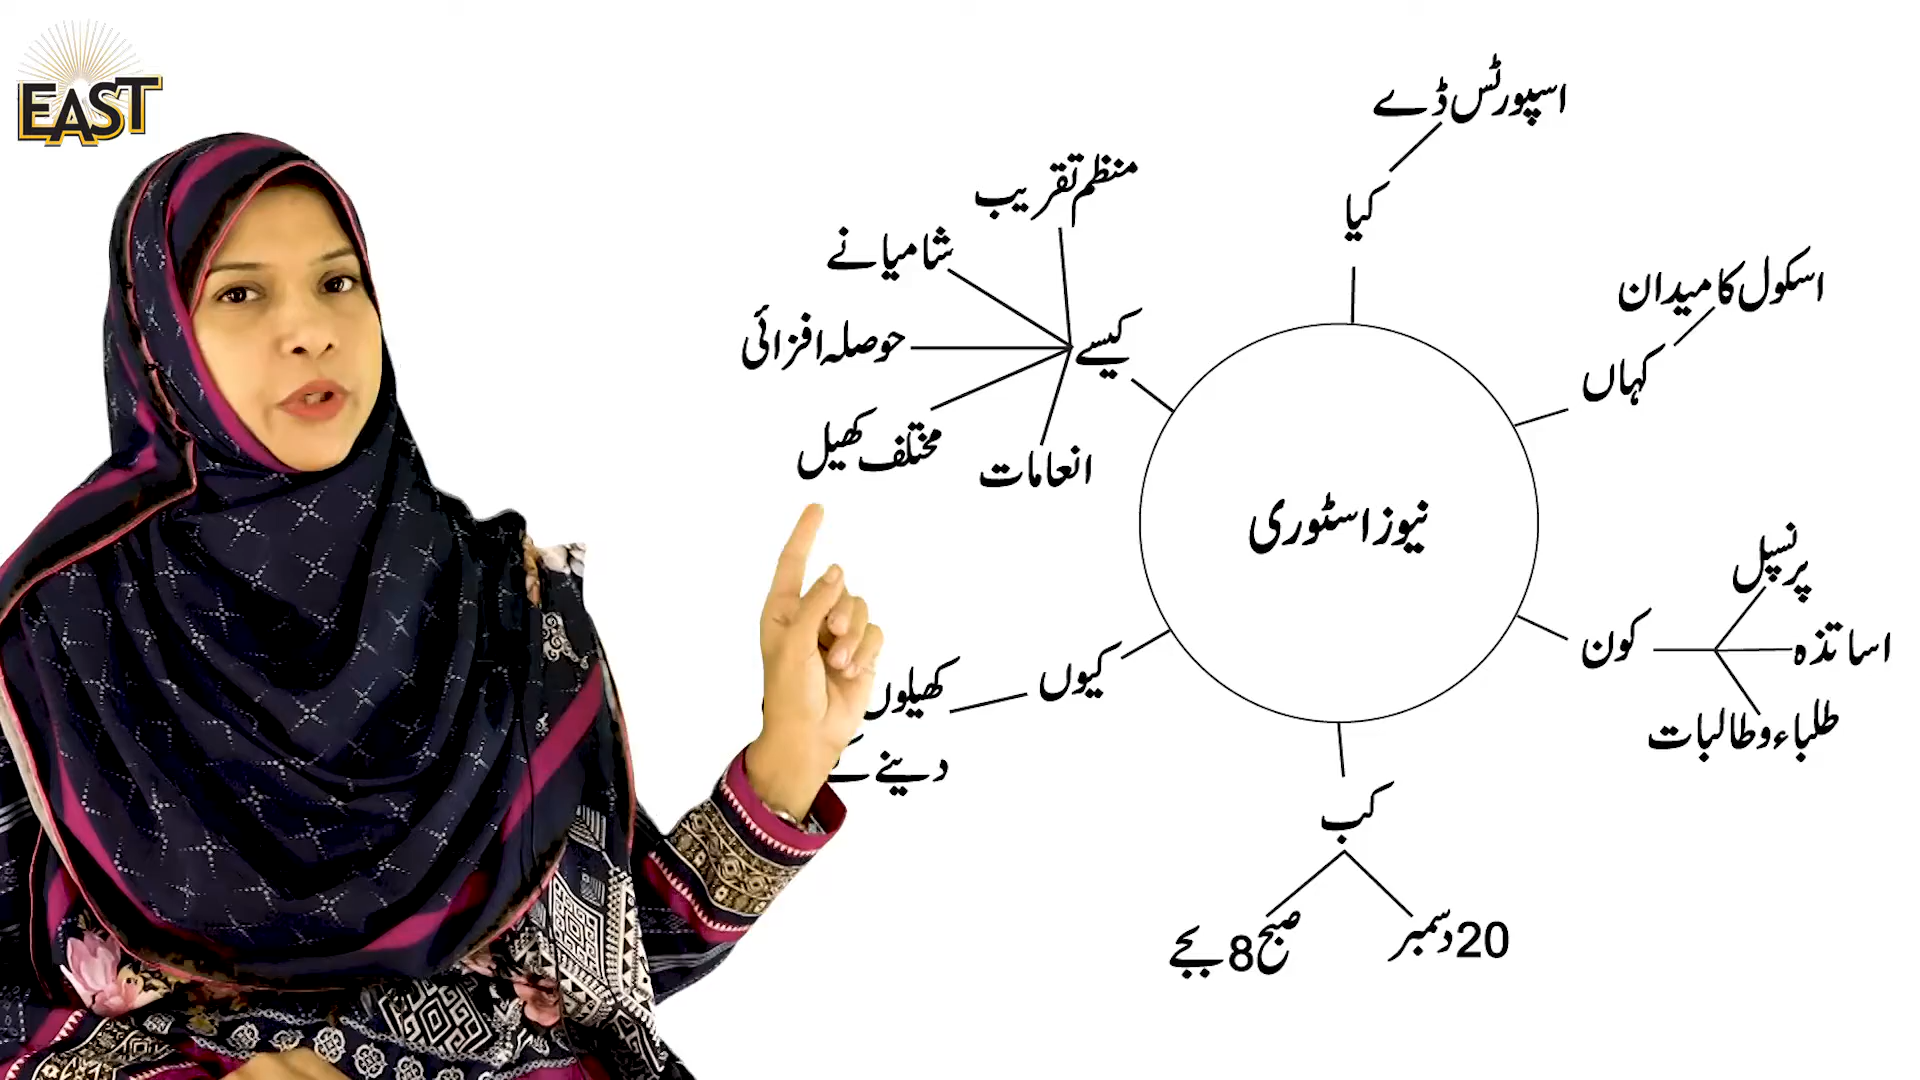 EAST
نیوز اسٹوری
کیا
اسپورٹس ڈے
کہاں
اسکول کا میدان
کون
پرنسپل
اساتذہ
طلباء و طالبات
کب
20 دسمبر
صبح 8 بجے
کیوں
کھیلوں
دینے
کیسے
منظم تقریب
شامیانے
حوصلہ افزائی
مختلف کھیل
انعامات